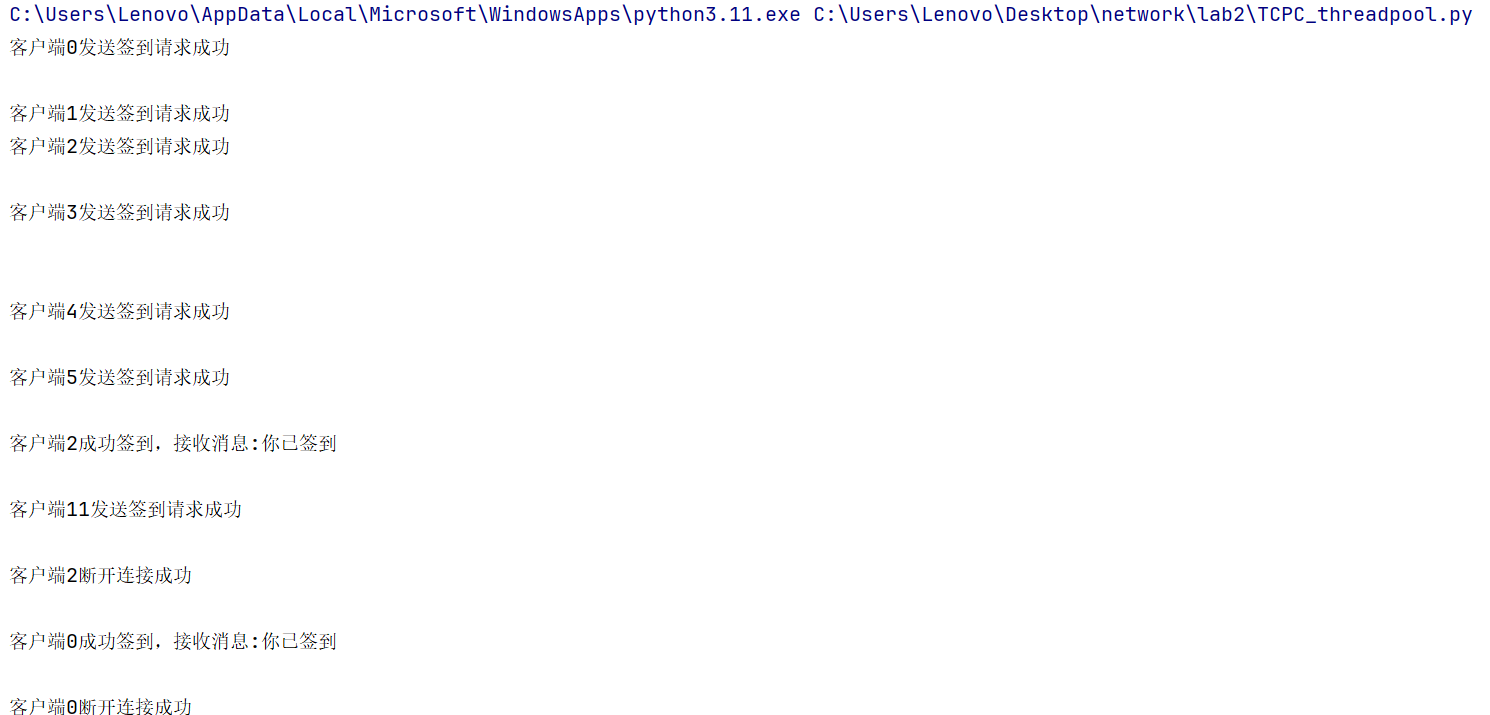 C:\Users\Lenovo\AppData\Local\Microsoft\WindowsApps\python3.11.exe C:\Users\Lenovo\Desktop\network\lab2\TCPC_threadpool.py
客户端0发送签到请求成功
客户端1发送签到请求成功
客户端2发送签到请求成功
客户端3发送签到请求成功
客户端4发送签到请求成功
客户端5发送签到请求成功
客户端2成功签到，接收消息:你已签到
客户端11发送签到请求成功
客户端2断开连接成功
客户端0成功签到，接收消息:你已签到
客户端0断开连接成功